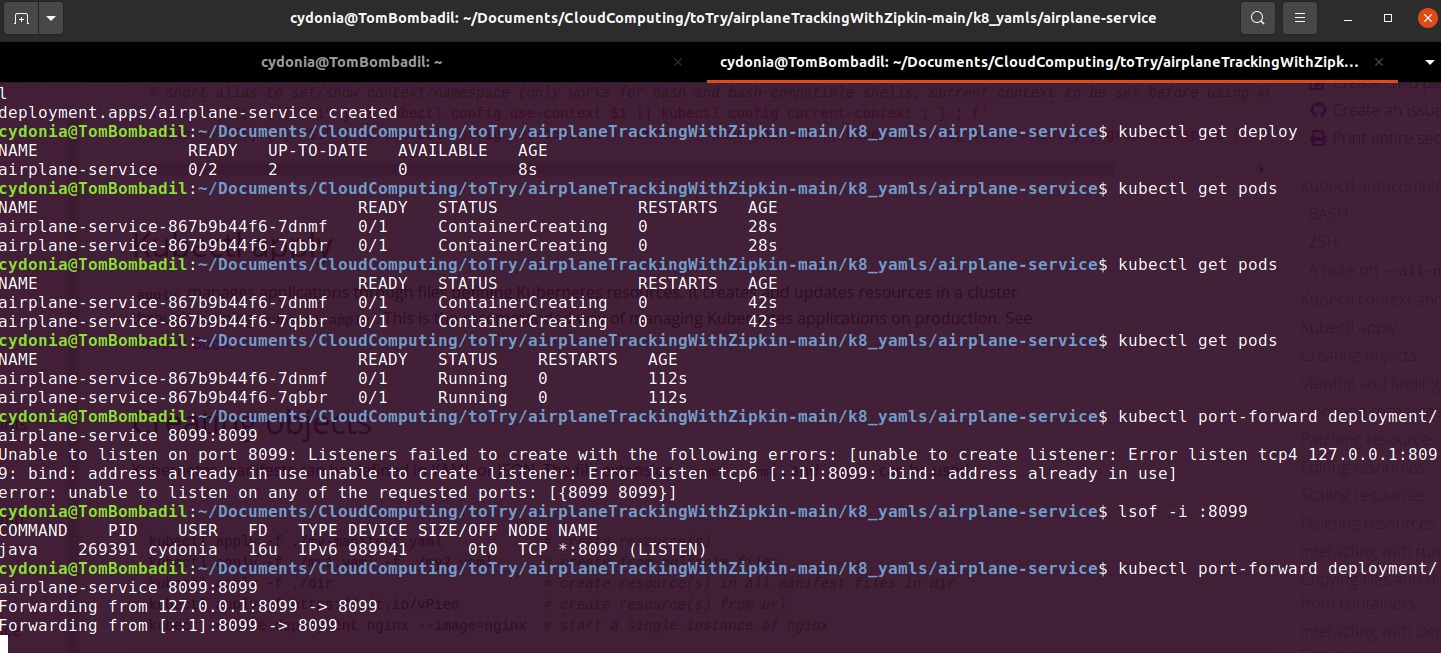 cydonia@TomBombadil: ~/Documents/CloudComputing/toTry/airplaneTrackingWithZipkin-main/k8_yamls/airplane-service
cydonia@TomBombadil: ~
cydonia@TomBombadil: ~/Documents/CloudComputing/toTry/airplaneTrackingWithZipk...
l
deployment.apps/airplane-service created
cydonia@TomBombadil:~/Documents/CloudComputing/toTry/airplaneTrackingWithZipkin-main/k8_yamls/airplane-service$ kubectl get deploy
NAME READY UP-TO-DATE AVAILABLE AGE
airplane-service 0/2 2 0 8s
cydonia@TomBombadil:~/Documents/CloudComputing/toTry/airplaneTrackingWithZipkin-main/k8_yamls/airplane-service$ kubectl get pods
NAME READY STATUS RESTARTS AGE
airplane-service-867b9b44f6-7dnmf 0/1 ContainerCreating 0 28s
airplane-service-867b9b44f6-7qbbr 0/1 ContainerCreating 0 28s
cydonia@TomBombadil:~/Documents/CloudComputing/toTry/airplaneTrackingWithZipkin-main/k8_yamls/airplane-service$ kubectl get pods
NAME READY STATUS RESTARTS AGE
airplane-service-867b9b44f6-7dnmf 0/1 ContainerCreating 0 42s
airplane-service-867b9b44f6-7qbbr 0/1 ContainerCreating 0 42s
cydonia@TomBombadil:~/Documents/CloudComputing/toTry/airplaneTrackingWithZipkin-main/k8_yamls/airplane-service$ kubectl get pods
NAME READY STATUS RESTARTS AGE
airplane-service-867b9b44f6-7dnmf 0/1 Running 0 112s
airplane-service-867b9b44f6-7qbbr 0/1 Running 0 112s
cydonia@TomBombadil:~/Documents/CloudComputing/toTry/airplaneTrackingWithZipkin-main/k8_yamls/airplane-service$ kubectl port-forward deployment/
airplane-service 8099:8099
Unable to listen on port 8099: Listeners failed to create with the following errors: [unable to create listener: Error listen tcp4 127.0.0.1:809
9: bind: address already in use unable to create listener: Error listen tcp6 [::1]:8099: bind: address already in use]
error: unable to listen on any of the requested ports: [{8099 8099}]
cydonia@TomBombadil:~/Documents/CloudComputing/toTry/airplaneTrackingWithZipkin-main/k8_yamls/airplane-service$ lsof -i :8099
COMMAND PID USER FD TYPE DEVICE SIZE/OFF NODE NAME
java 269391 cydonia 16u IPv6 989941 0t0 TCP *:8099 (LISTEN)
cydonia@TomBombadil:~/Documents/CloudComputing/toTry/airplaneTrackingWithZipkin-main/k8_yamls/airplane-service$ kubectl port-forward deployment/
airplane-service 8099:8099
Forwarding from 127.0.0.1:8099 -> 8099
Forwarding from [::1]:8099 -> 8099